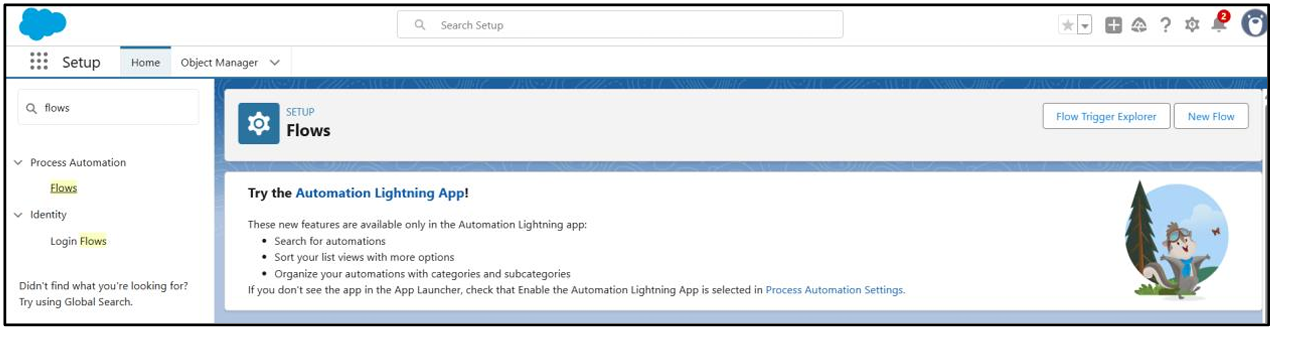 Search Setup
2
Setup
Home
Object Manager
flows
Process Automation
Flows
Identity
Login Flows
Didn't find what you're looking for?
Try using Global Search.
SETUP
Flows
Flow Trigger Explorer
New Flow
Try the Automation Lightning App!
These new features are available only in the Automation Lightning app:
• Search for automations
• Sort your list views with more options
• Organize your automations with categories and subcategories
If you don't see the app in the App Launcher, check that Enable the Automation Lightning App is selected in Process Automation Settings.